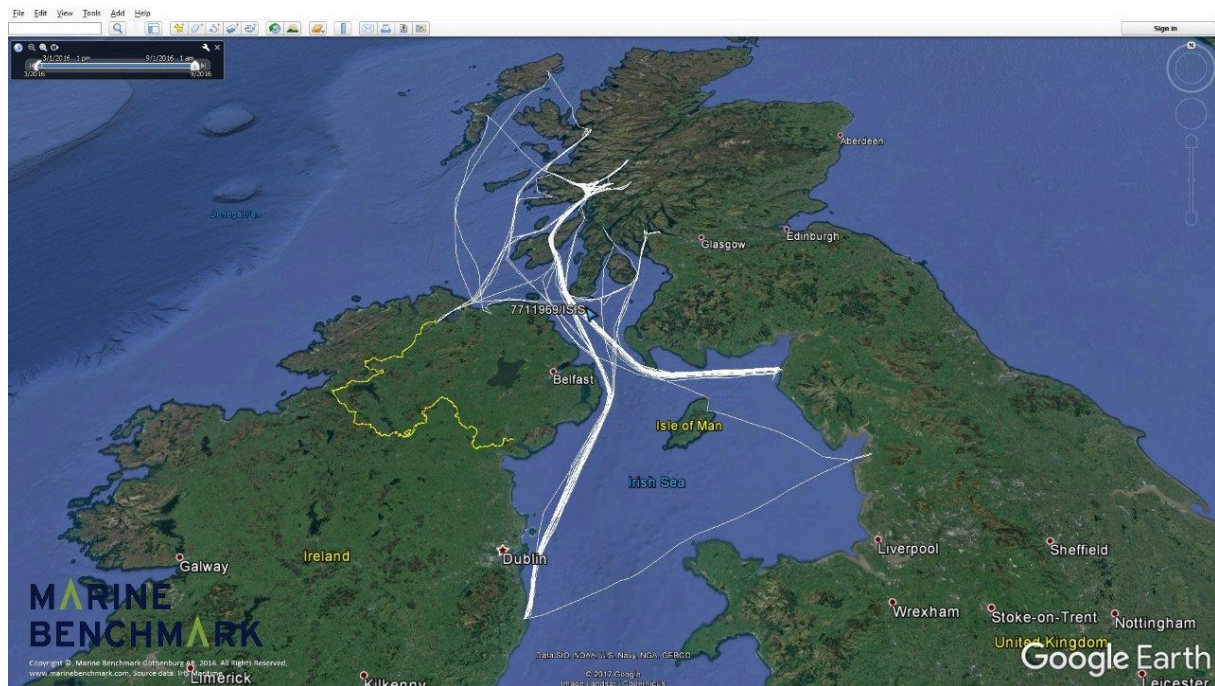 File Edit View Tools Add Help
Sign in
3/1/2016 - 1 pm 9/1/2016 - 1 am
3/2016 9/2016
Aberdeen
Glasgow
Edinburgh
7711969/ISIS
Belfast
Isle of Man
Irish Sea
Liverpool
Sheffield
Dublin
Ireland
Galway
Wrexham
Stoke-on-Trent
Nottingham
United Kingdom
MARINE
BENCHMARK
Data SIO, NOAA, U.S. Navy, NGA, GEBCO
© 2017 Google
Image Landsat / Copernicus
Google Earth
Copyright ©, Marine Benchmark Gothenburg AB, 2016. All Rights Reserved,
www.marinebenchmark.com, Source data: IHS Maritime
Limerick
Kilkenny
Leicester